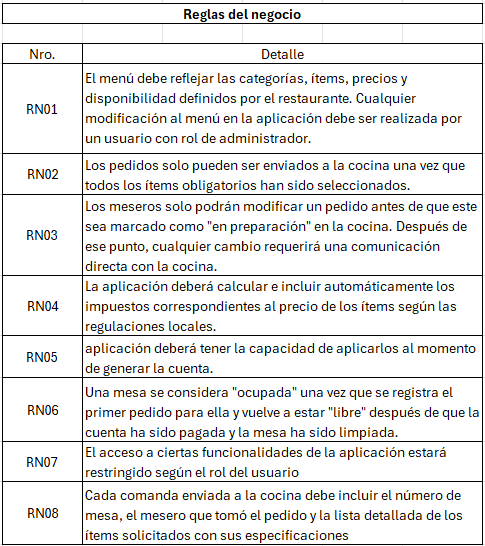 Reglas del negocio
Nro. Detalle
RN01 El menú debe reflejar las categorías, ítems, precios y
disponibilidad definidos por el restaurante. Cualquier
modificación al menú en la aplicación debe ser realizada por
un usuario con rol de administrador.
RN02 Los pedidos solo pueden ser enviados a la cocina una vez que
todos los ítems obligatorios han sido seleccionados.
RN03 Los meseros solo podrán modificar un pedido antes de que este
sea marcado como "en preparación" en la cocina. Después de
ese punto, cualquier cambio requerirá una comunicación
directa con la cocina.
RN04 La aplicación deberá calcular e incluir automáticamente los
impuestos correspondientes al precio de los ítems según las
regulaciones locales.
RN05 aplicación deberá tener la capacidad de aplicarlos al momento
de generar la cuenta.
RN06 Una mesa se considera "ocupada" una vez que se registra el
primer pedido para ella y vuelve a estar "libre" después de que la
cuenta ha sido pagada y la mesa ha sido limpiada.
RN07 El acceso a ciertas funcionalidades de la aplicación estará
restringido según el rol del usuario
RN08 Cada comanda enviada a la cocina debe incluir el número de
mesa, el mesero que tomó el pedido y la lista detallada de los
ítems solicitados con sus especificaciones